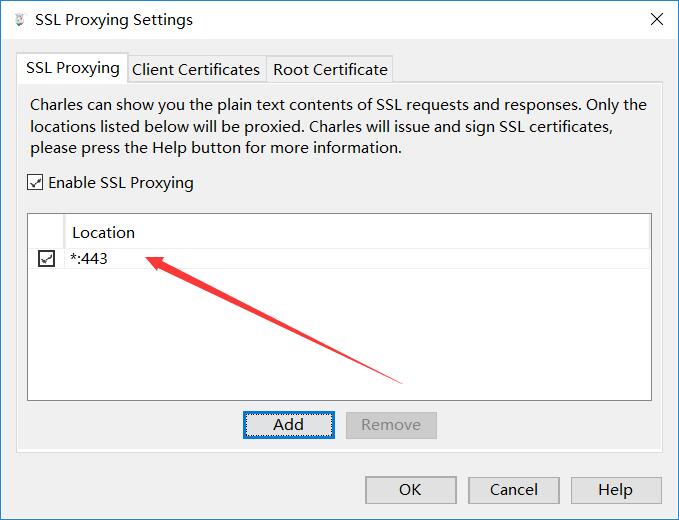 SSL Proxying Settings
SSL Proxying Client Certificates Root Certificate
Charles can show you the plain text contents of SSL requests and responses. Only the
locations listed below will be proxied. Charles will issue and sign SSL certificates,
please press the Help button for more information.
Enable SSL Proxying
Location
*:443
Add Remove
OK Cancel Help